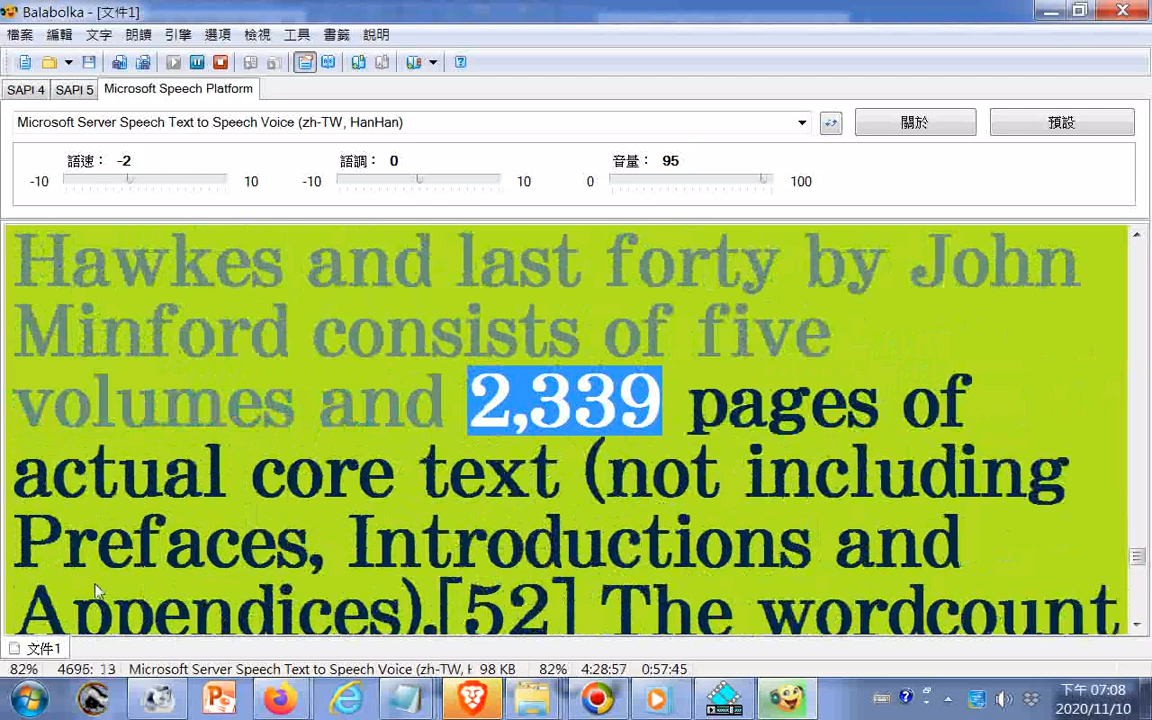 Balabolka - [文件1]
檔案 編輯 文字 朗讀 引擎 選項 檢視 工具 書籤 說明
SAPI 4 SAPI 5 Microsoft Speech Platform
Microsoft Server Speech Text to Speech Voice (zh-TW, HanHan) 關於 預設
語速： -2 語調： 0 音量： 95
-10 10 -10 10 0 100
Hawkes and last forty by John
Minford consists of five
volumes and 2,339 pages of
actual core text (not including
Prefaces, Introductions and
Appendices).[52] The wordcount
文件1
82% 4696: 13 Microsoft Server Speech Text to Speech Voice (zh-TW, H 98 KB 82% 4:28:57 0:57:45
下午 07:08
2020/11/10